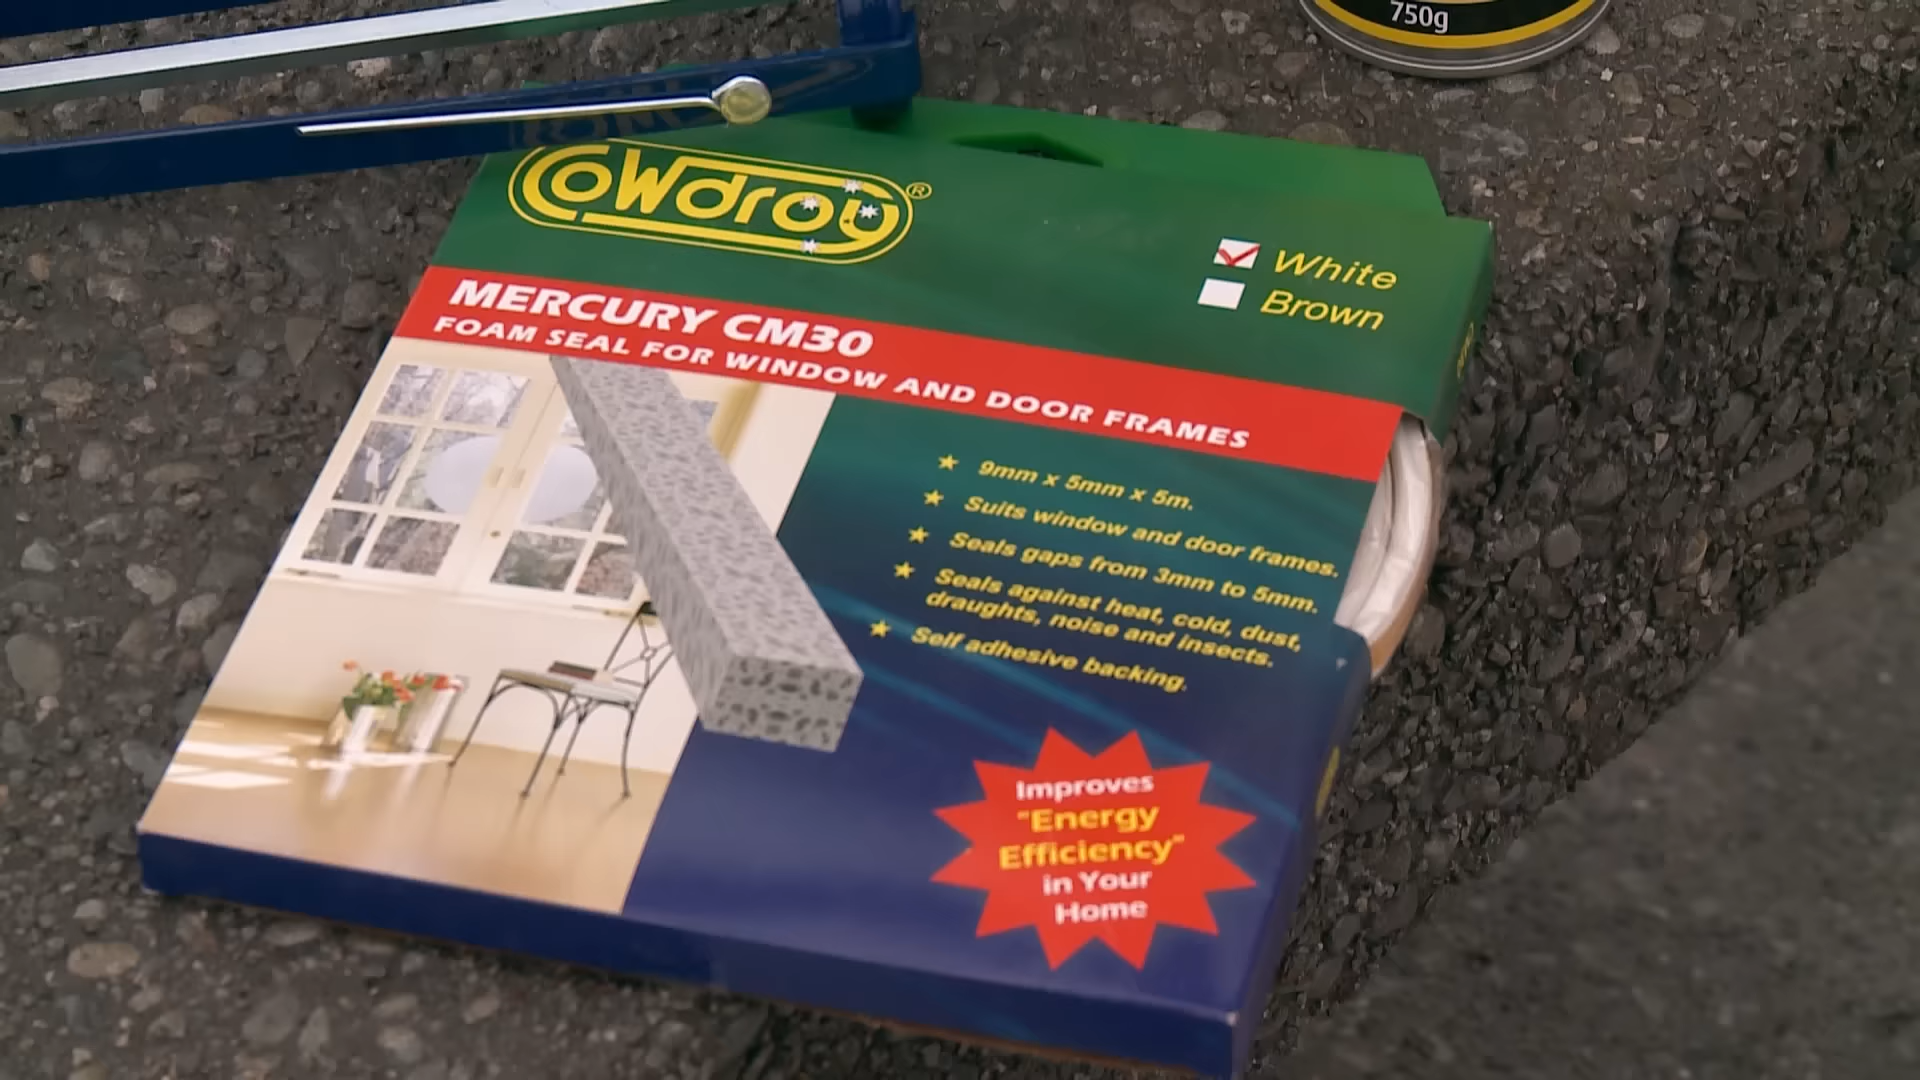 750g
Cowdroy®
White
Brown
MERCURY CM30
FOAM SEAL FOR WINDOW AND DOOR FRAMES
9mm x 5mm x 5m.
Suits window and door frames.
Seals gaps from 3mm to 5mm.
Seals against heat, cold, dust,
draughts, noise and insects.
Self adhesive backing.
Improves
"Energy
Efficiency"
in Your
Home